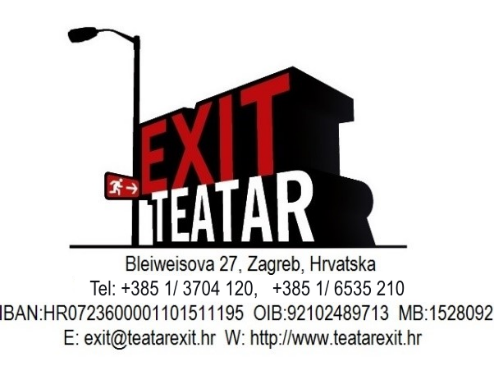 EXIT
TEATAR
Bleiweisova 27, Zagreb, Hrvatska
Tel: +385 1/ 3704 120, +385 1/ 6535 210
IBAN:HR0723600001101511195 OIB:92102489713 MB:1528092
E: exit@teatarexit.hr W: http://www.teatarexit.hr